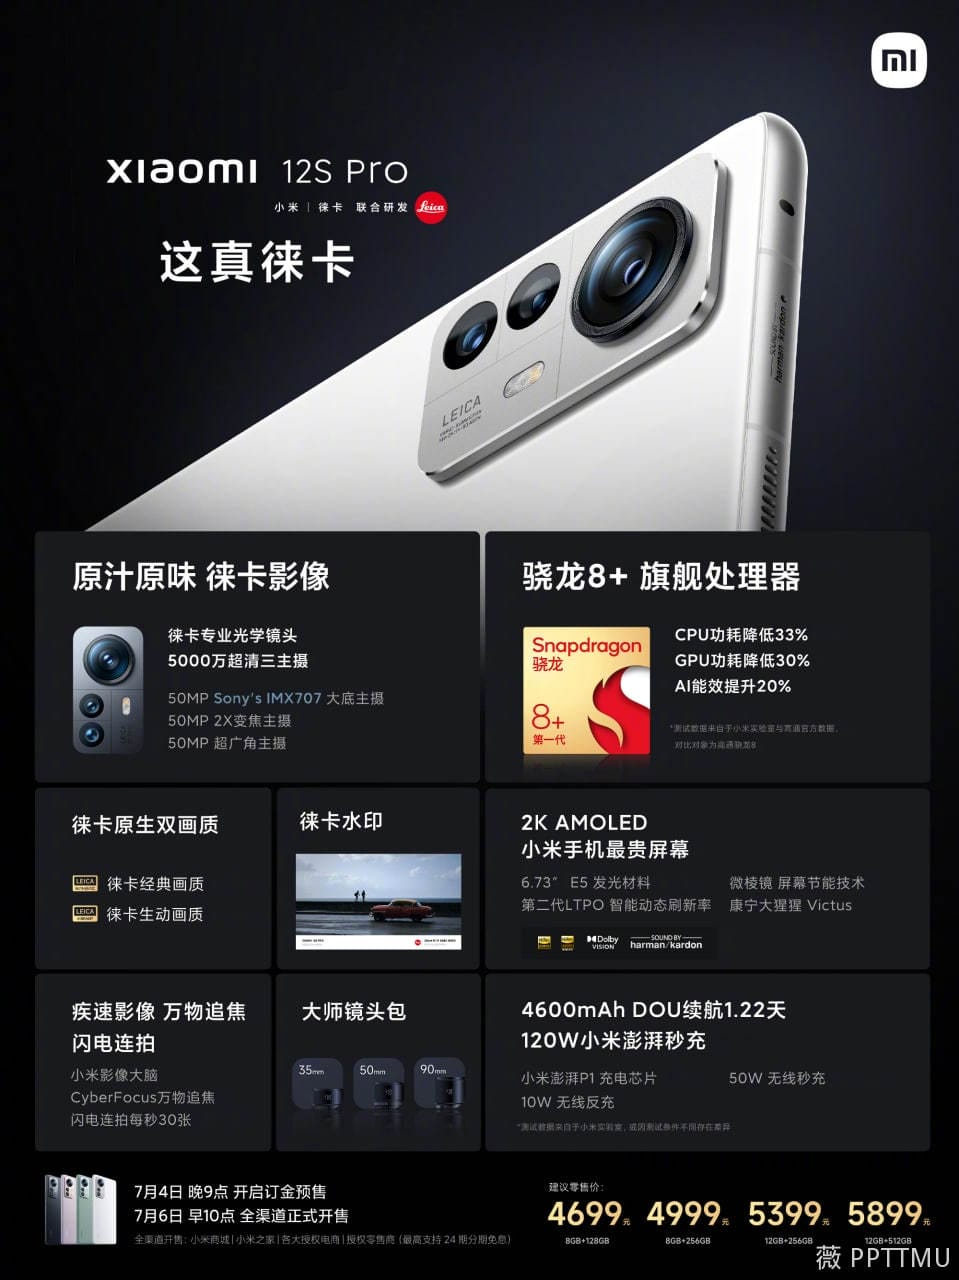 mi
xiaomi 12S Pro
小米 | 徕卡 联合研发 Leica
这真徕卡
LEICA
SOUND BY
harman/kardon
原汁原味 徕卡影像
徕卡专业光学镜头
5000万超清三主摄
50MP Sony's IMX707 大底主摄
50MP 2X变焦主摄
50MP 超广角主摄
骁龙8+ 旗舰处理器
Snapdragon
骁龙
8+
第一代
CPU功耗降低33%
GPU功耗降低30%
AI能效提升20%
*测试数据来自于小米实验室与高通官方数据,
对比对象为高通骁龙8
徕卡原生双画质
LEICA 徕卡经典画质
LEICA 徕卡生动画质
徕卡水印
2K AMOLED
小米手机最贵屏幕
6.73" E5 发光材料
微棱镜 屏幕节能技术
第二代LTPO 智能动态刷新率
康宁大猩猩 Victus
Dolby
VISION
SOUND BY
harman/kardon
疾速影像 万物追焦
闪电连拍
小米影像大脑
CyberFocus万物追焦
闪电连拍每秒30张
大师镜头包
35mm 50mm 90mm
4600mAh DOU续航1.22天
120W小米澎湃秒充
小米澎湃P1 充电芯片
50W 无线秒充
10W 无线反充
*测试数据来自于小米实验室, 或因测试条件不同存在差异
7月4日 晚9点 开启订金预售
7月6日 早10点 全渠道正式开售
全渠道开售: 小米商城 | 小米之家 | 各大授权电商 | 授权零售商 (最高支持 24 期分期免息)
建议零售价:
4699元 4999元 5399元 5899元
8GB+128GB 8GB+256GB 12GB+256GB 12GB+512GB
薇 PPTTMU